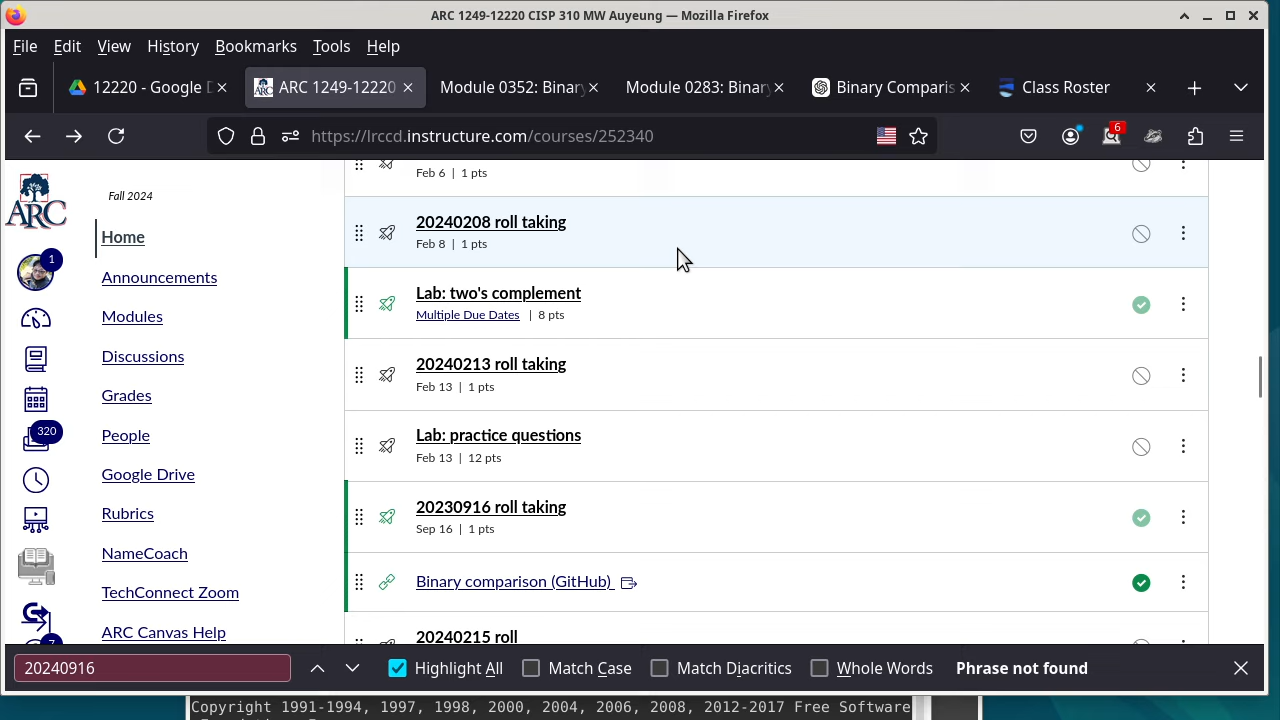 ARC 1249-12220 CISP 310 MW Auyeung — Mozilla Firefox
File Edit View History Bookmarks Tools Help
12220 - Google D
ARC 1249-12220
Module 0352: Binary
Module 0283: Binary
Binary Comparis
Class Roster
https://lrccd.instructure.com/courses/252340
6
ARC
1
320
7
Fall 2024
Home
Announcements
Modules
Discussions
Grades
People
Google Drive
Rubrics
NameCoach
TechConnect Zoom
ARC Canvas Help
Feb 6 | 1 pts
20240208 roll taking
Feb 8 | 1 pts
Lab: two's complement
Multiple Due Dates | 8 pts
20240213 roll taking
Feb 13 | 1 pts
Lab: practice questions
Feb 13 | 12 pts
20230916 roll taking
Sep 16 | 1 pts
Binary comparison (GitHub)
20240215 roll
20240916
Highlight All Match Case Match Diacritics Whole Words Phrase not found
Copyright 1991-1994, 1997, 1998, 2000, 2004, 2006, 2008, 2012-2017 Free Software